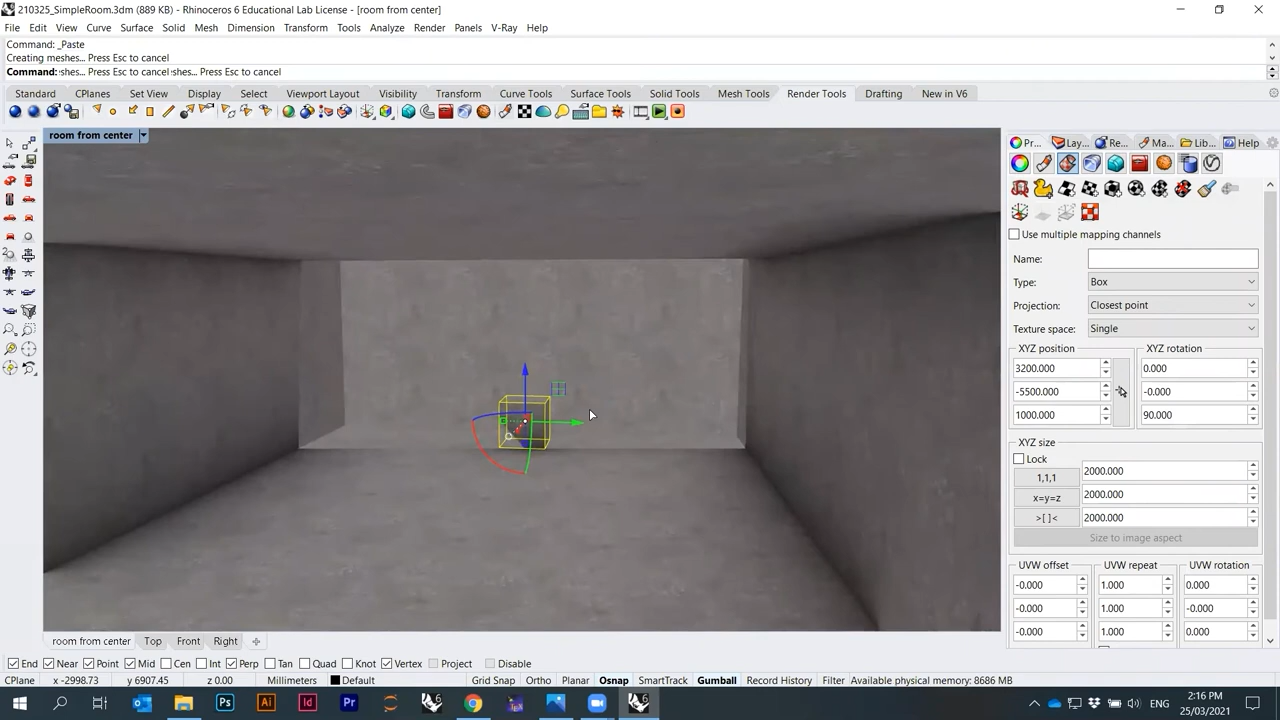 210325_SimpleRoom.3dm (889 KB) - Rhinoceros 6 Educational Lab License - [room from center]
File Edit View Curve Surface Solid Mesh Dimension Transform Tools Analyze Render Panels V-Ray Help
Command: _Paste
Creating meshes... Press Esc to cancel
Command: shes... Press Esc to cancel shes... Press Esc to cancel
Standard CPlanes Set View Display Select Viewport Layout Visibility Transform Curve Tools Surface Tools Solid Tools Mesh Tools Render Tools Drafting New in V6
room from center
Pr... Lay... Re... Ma... Lib... Help
Use multiple mapping channels
Name:
Type: Box
Projection: Closest point
Texture space: Single
XYZ position XYZ rotation
3200.000 0.000
-5500.000 -0.000
1000.000 90.000
XYZ size
Lock
1,1,1 2000.000
x=y=z 2000.000
>[ ]< 2000.000
Size to image aspect
UVW offset UVW repeat UVW rotation
-0.000 1.000 0.000
-0.000 1.000 -0.000
-0.000 1.000 0.000
room from center Top Front Right
End Near Point Mid Cen Int Perp Tan Quad Knot Vertex Project Disable
CPlane x -2998.73 y 6907.45 z 0.00 Millimeters Default Grid Snap Ortho Planar Osnap SmartTrack Gumball Record History Filter Available physical memory: 8686 MB
Ps Ai Id Pr
2:16 PM
25/03/2021